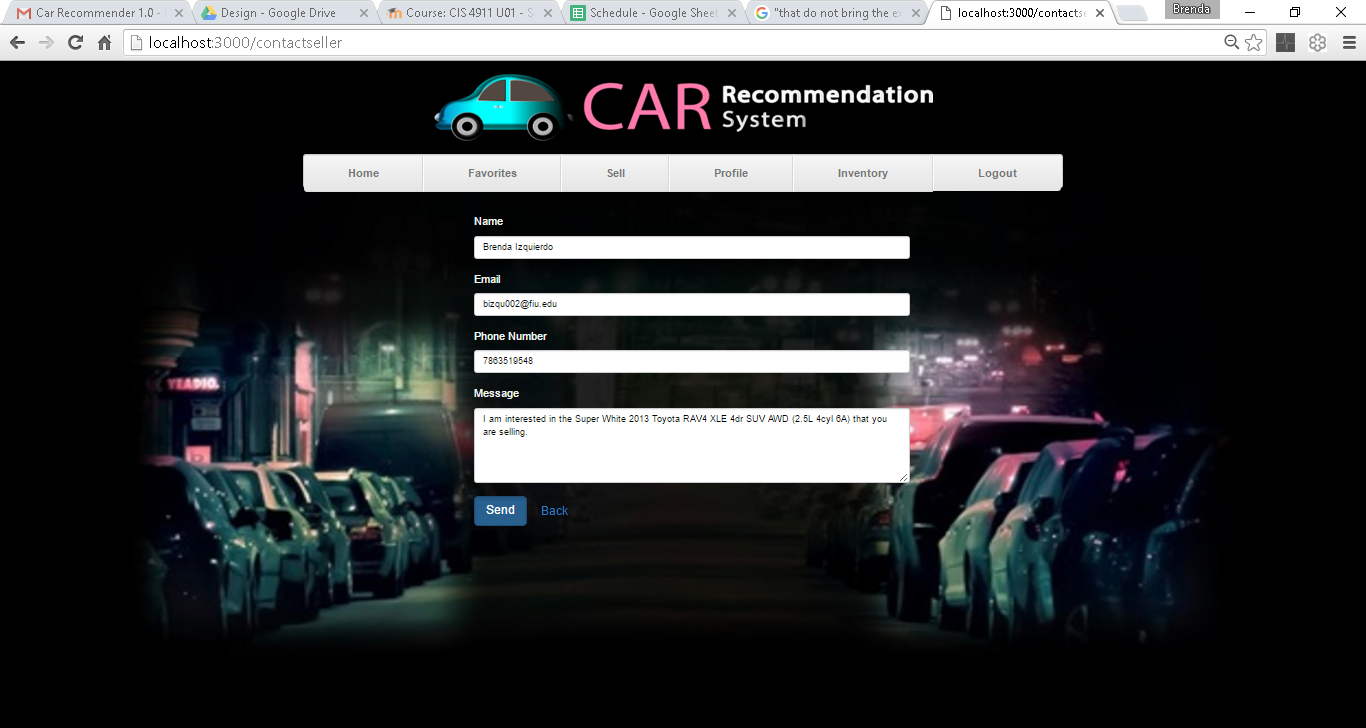 Car Recommender 1.0 -
Design - Google Drive
Course: CIS 4911 U01 - S
Schedule - Google Sheet
"that do not bring the e
localhost:3000/contacts
Brenda
localhost:3000/contactseller
CAR Recommendation
System
Home Favorites Sell Profile Inventory Logout
Name
Brenda Izquierdo
Email
bizqu002@fiu.edu
Phone Number
7863519548
Message
I am interested in the Super White 2013 Toyota RAV4 XLE 4dr SUV AWD (2.5L 4cyl 6A) that you
are selling.
Send Back